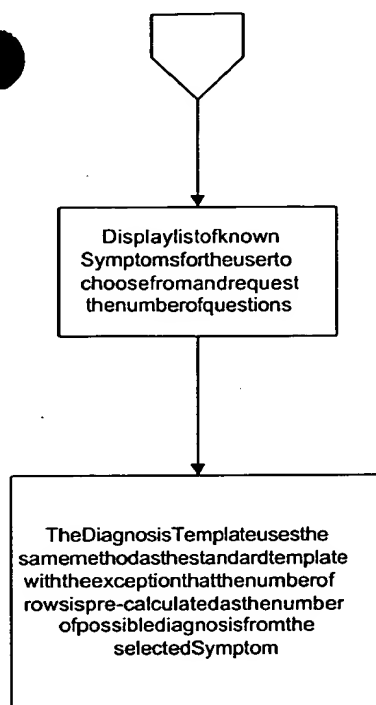 Displaylistofknown
Symptomsfortheuserto
choosefromandrequest
thenumberofquestions
TheDiagnosisTemplateusesthe
samemethodasthestandardtemplate
withtheexceptionthatthenumberof
rowsispre-calculatedasthenumber
ofpossiblediagnosisfromthe
selectedSymptom